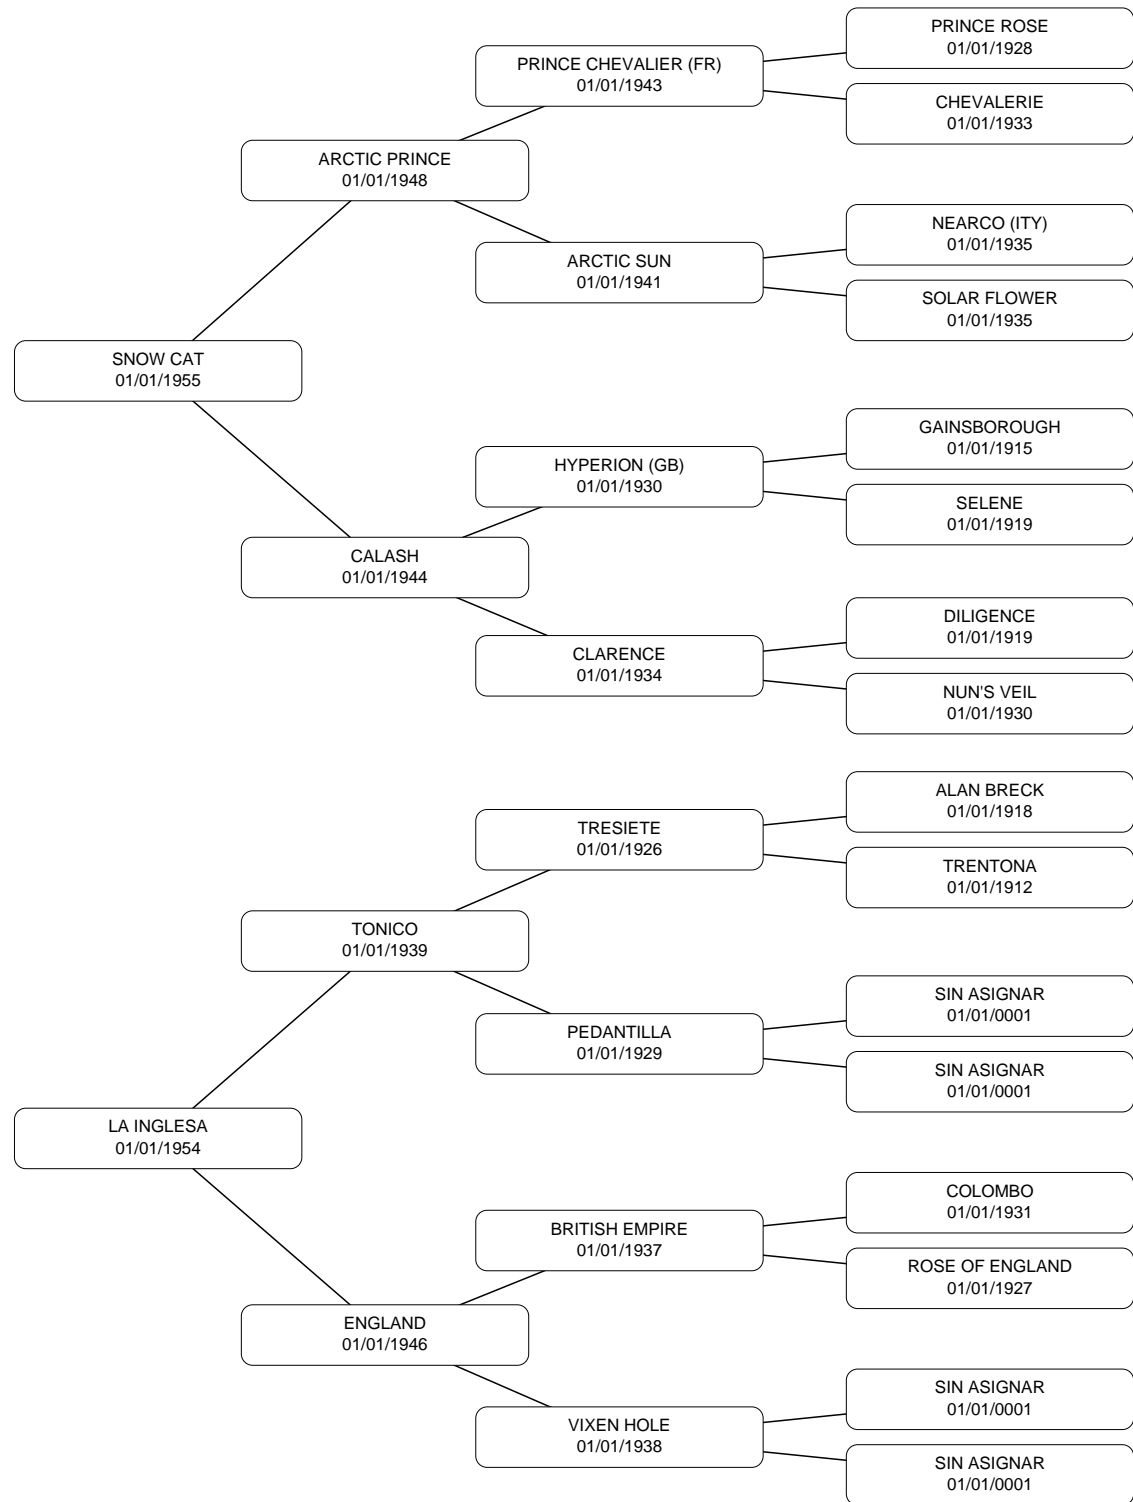 PRINCE ROSE
01/01/1928
PRINCE CHEVALIER (FR)
01/01/1943
CHEVALERIE
01/01/1933
ARCTIC PRINCE
01/01/1948
NEARCO (ITY)
01/01/1935
ARCTIC SUN
01/01/1941
SOLAR FLOWER
01/01/1935
SNOW CAT
01/01/1955
GAINSBOROUGH
01/01/1915
HYPERION (GB)
01/01/1930
SELENE
01/01/1919
CALASH
01/01/1944
DILIGENCE
01/01/1919
CLARENCE
01/01/1934
NUN'S VEIL
01/01/1930
ALAN BRECK
01/01/1918
TRESIETE
01/01/1926
TRENTONA
01/01/1912
TONICO
01/01/1939
SIN ASIGNAR
01/01/0001
PEDANTILLA
01/01/1929
SIN ASIGNAR
01/01/0001
LA INGLESA
01/01/1954
COLOMBO
01/01/1931
BRITISH EMPIRE
01/01/1937
ROSE OF ENGLAND
01/01/1927
ENGLAND
01/01/1946
SIN ASIGNAR
01/01/0001
VIXEN HOLE
01/01/1938
SIN ASIGNAR
01/01/0001